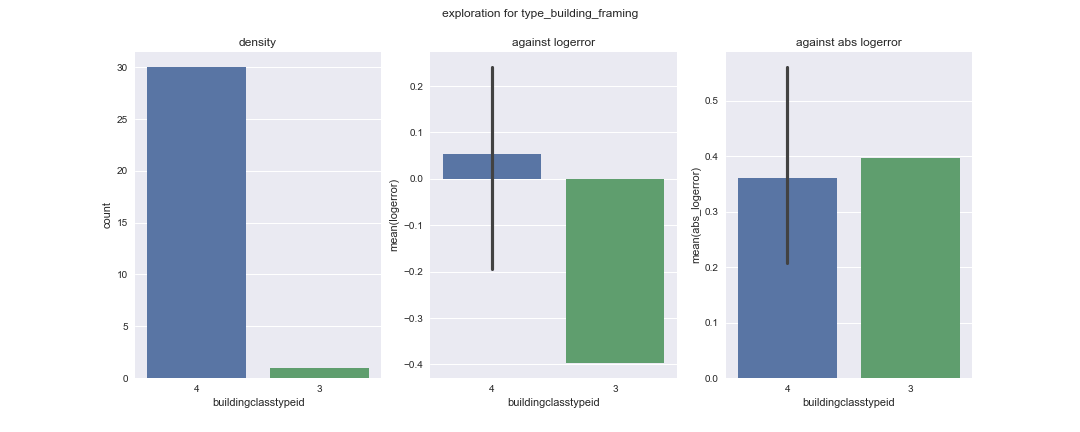 exploration for type_building_framing
density
30
25
20
15
10
5
0
count
4
3
buildingclasstypeid
against logerror
0.2
0.1
0.0
−0.1
−0.2
−0.3
−0.4
mean(logerror)
4
3
buildingclasstypeid
against abs logerror
0.5
0.4
0.3
0.2
0.1
0.0
mean(abs_logerror)
4
3
buildingclasstypeid